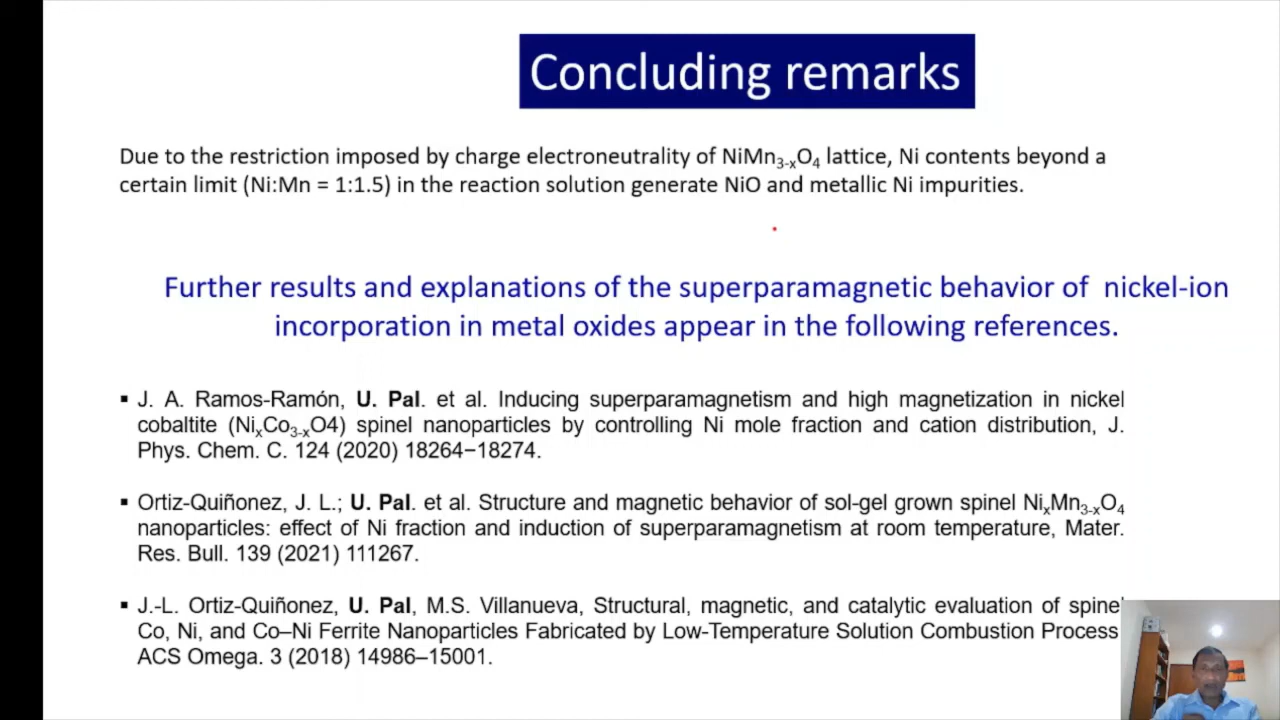 Concluding remarks
Due to the restriction imposed by charge electroneutrality of NiMn3-xO4 lattice, Ni contents beyond a
certain limit (Ni:Mn = 1:1.5) in the reaction solution generate NiO and metallic Ni impurities.
Further results and explanations of the superparamagnetic behavior of nickel-ion
incorporation in metal oxides appear in the following references.
▪ J. A. Ramos-Ramón, U. Pal. et al. Inducing superparamagnetism and high magnetization in nickel
cobaltite (NixCo3-xO4) spinel nanoparticles by controlling Ni mole fraction and cation distribution, J.
Phys. Chem. C. 124 (2020) 18264−18274.
▪ Ortiz-Quiñonez, J. L.; U. Pal. et al. Structure and magnetic behavior of sol-gel grown spinel NixMn3-xO4
nanoparticles: effect of Ni fraction and induction of superparamagnetism at room temperature, Mater.
Res. Bull. 139 (2021) 111267.
▪ J.-L. Ortiz-Quiñonez, U. Pal, M.S. Villanueva, Structural, magnetic, and catalytic evaluation of spinel
Co, Ni, and Co–Ni Ferrite Nanoparticles Fabricated by Low-Temperature Solution Combustion Process
ACS Omega. 3 (2018) 14986–15001.